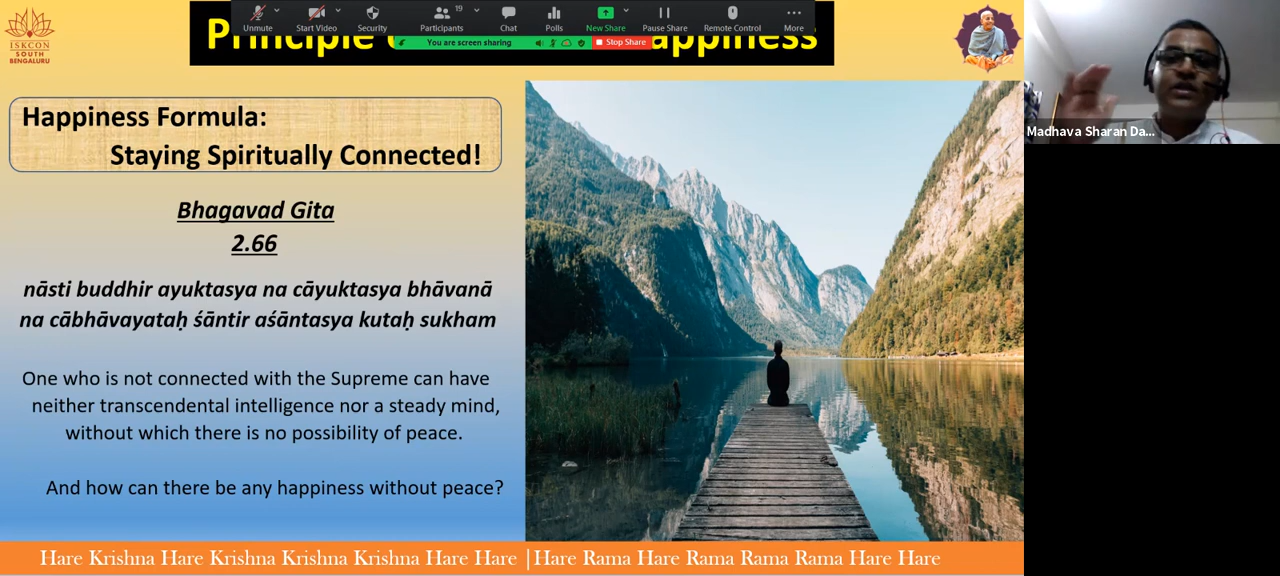 Unmute
Start Video
Security
Participants
19
Chat
Polls
New Share
Pause Share
Remote Control
More
You are screen sharing
Stop Share
Principle
ppiness
ISKCON
SOUTH
BENGALURU
Madhava Sharan Da...
Happiness Formula:
Staying Spiritually Connected!
Bhagavad Gita
2.66
nāsti buddhir ayuktasya na cāyuktasya bhāvanā
na cābhāvayataḥ śāntir aśāntasya kutaḥ sukham
One who is not connected with the Supreme can have
neither transcendental intelligence nor a steady mind,
without which there is no possibility of peace.
And how can there be any happiness without peace?
Hare Krishna Hare Krishna Krishna Krishna Hare Hare |Hare Rama Hare Rama Rama Rama Hare Hare